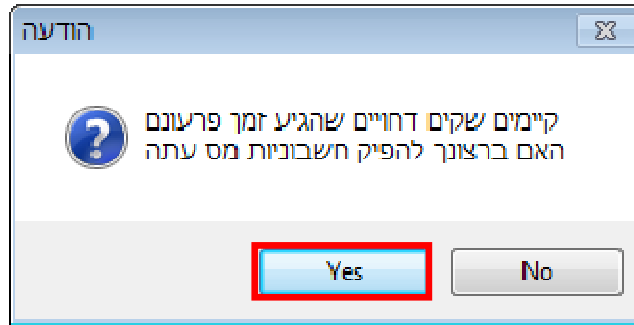 הודעה
קיימים שקים דחויים שהגיע זמן פרעונם
האם ברצונך להפיק חשבוניות מס עתה
Yes
No